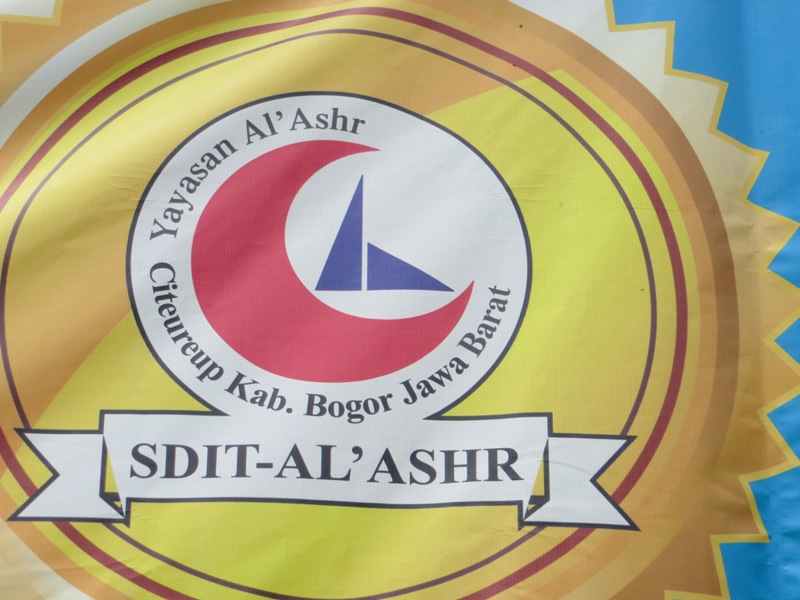 Yayasan Al'Ashr
Citeureup Kab. Bogor Jawa Barat
SDIT-AL'ASHR